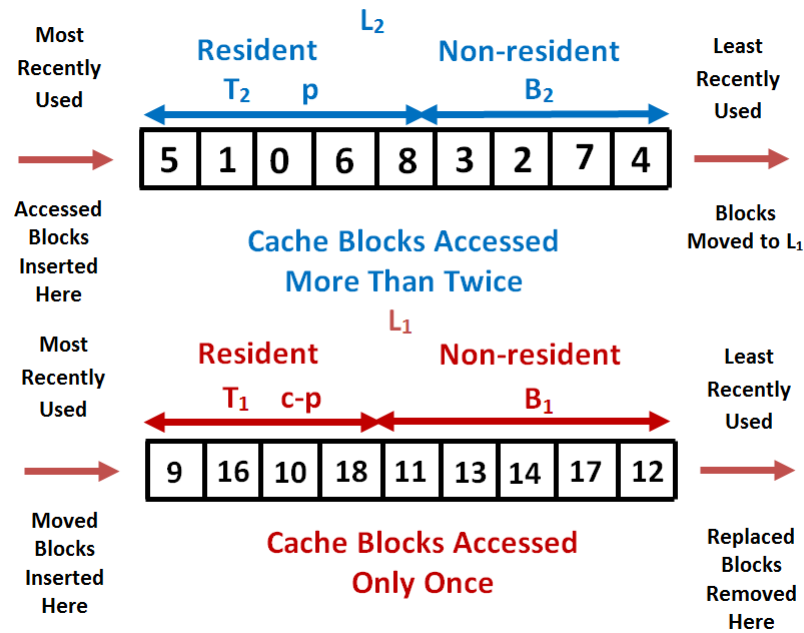 L2
Most
Recently
Used
Resident
Non-resident
Least
Recently
Used
T2 p
B2
5 1 0 6 8 3 2 7 4
Accessed
Blocks
Inserted
Here
Blocks
Moved to L1
Cache Blocks Accessed
More Than Twice
L1
Most
Recently
Used
Resident
Non-resident
Least
Recently
Used
T1 c-p
B1
9 16 10 18 11 13 14 17 12
Moved
Blocks
Inserted
Here
Cache Blocks Accessed
Only Once
Replaced
Blocks
Removed
Here